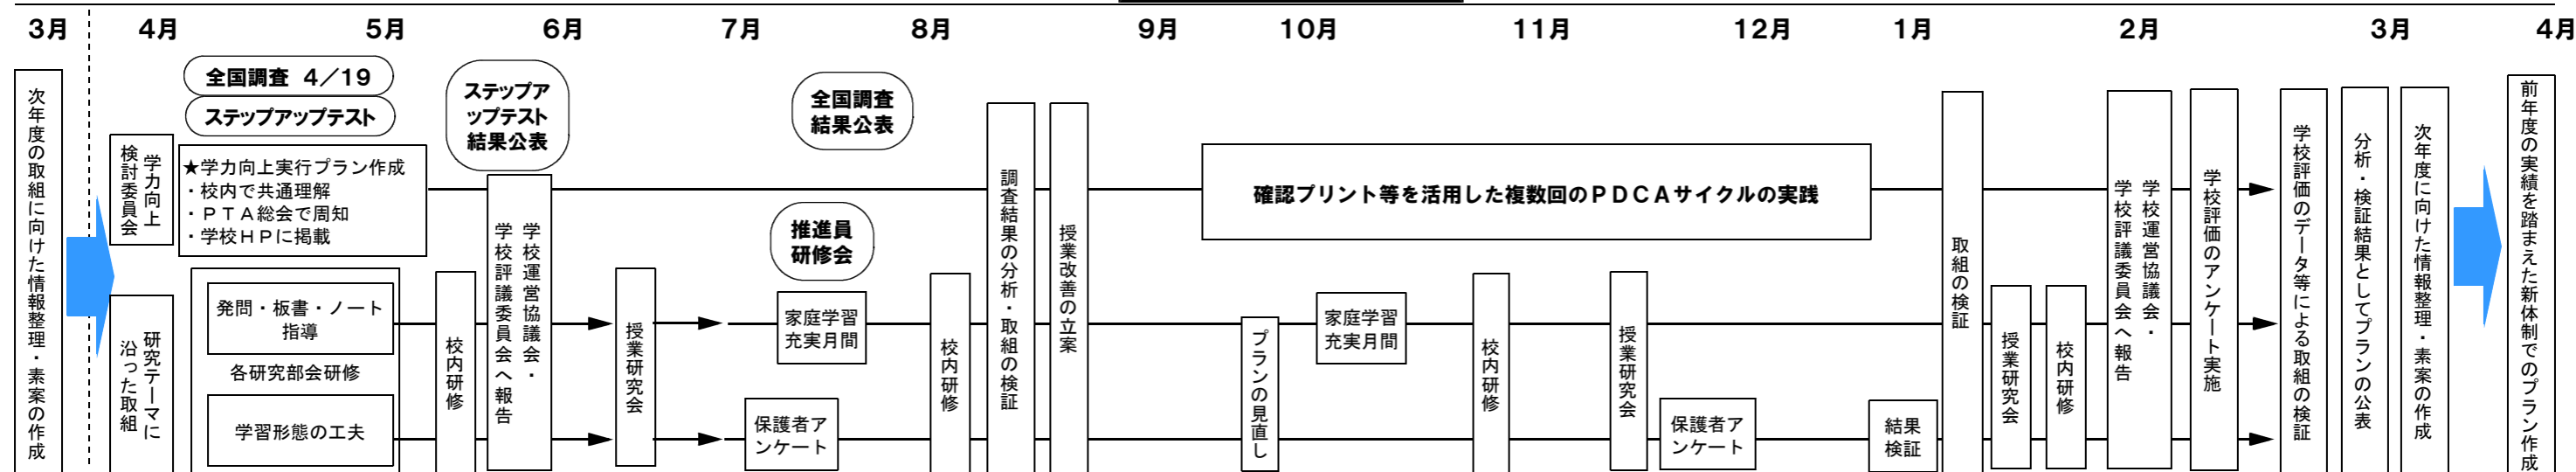 3月
4月
5月
6月
7月
8月
9月
10月
11月
12月
1月
2月
3月
4月
次年度の取組に向けた情報整理・素案の作成
学力向上
検討委員会
研究テーマに
沿った取組
全国調査 4／19
ステップアップテスト
★学力向上実行プラン作成
・校内で共通理解
・ＰＴＡ総会で周知
・学校ＨＰに掲載
発問・板書・ノート
指導
各研究部会研修
学習形態の工夫
校内研修
ステップア
ップテスト
結果公表
学校運営協議会・
学校評議委員会へ報告
授業研究会
全国調査
結果公表
推進員
研修会
家庭学習
充実月間
保護者ア
ンケート
校内研修
調査結果の分析・取組の検証
授業改善の立案
確認プリント等を活用した複数回のＰＤＣＡサイクルの実践
プランの見直し
家庭学習
充実月間
校内研修
授業研究会
保護者ア
ンケート
結果
検証
取組の検証
授業研究会
校内研修
学校運営協議会・
学校評議委員会へ報告
学校評価のアンケート実施
学校評価のデータ等による取組の検証
分析・検証結果としてプランの公表
次年度に向けた情報整理・素案の作成
前年度の実績を踏まえた新体制でのプラン作成